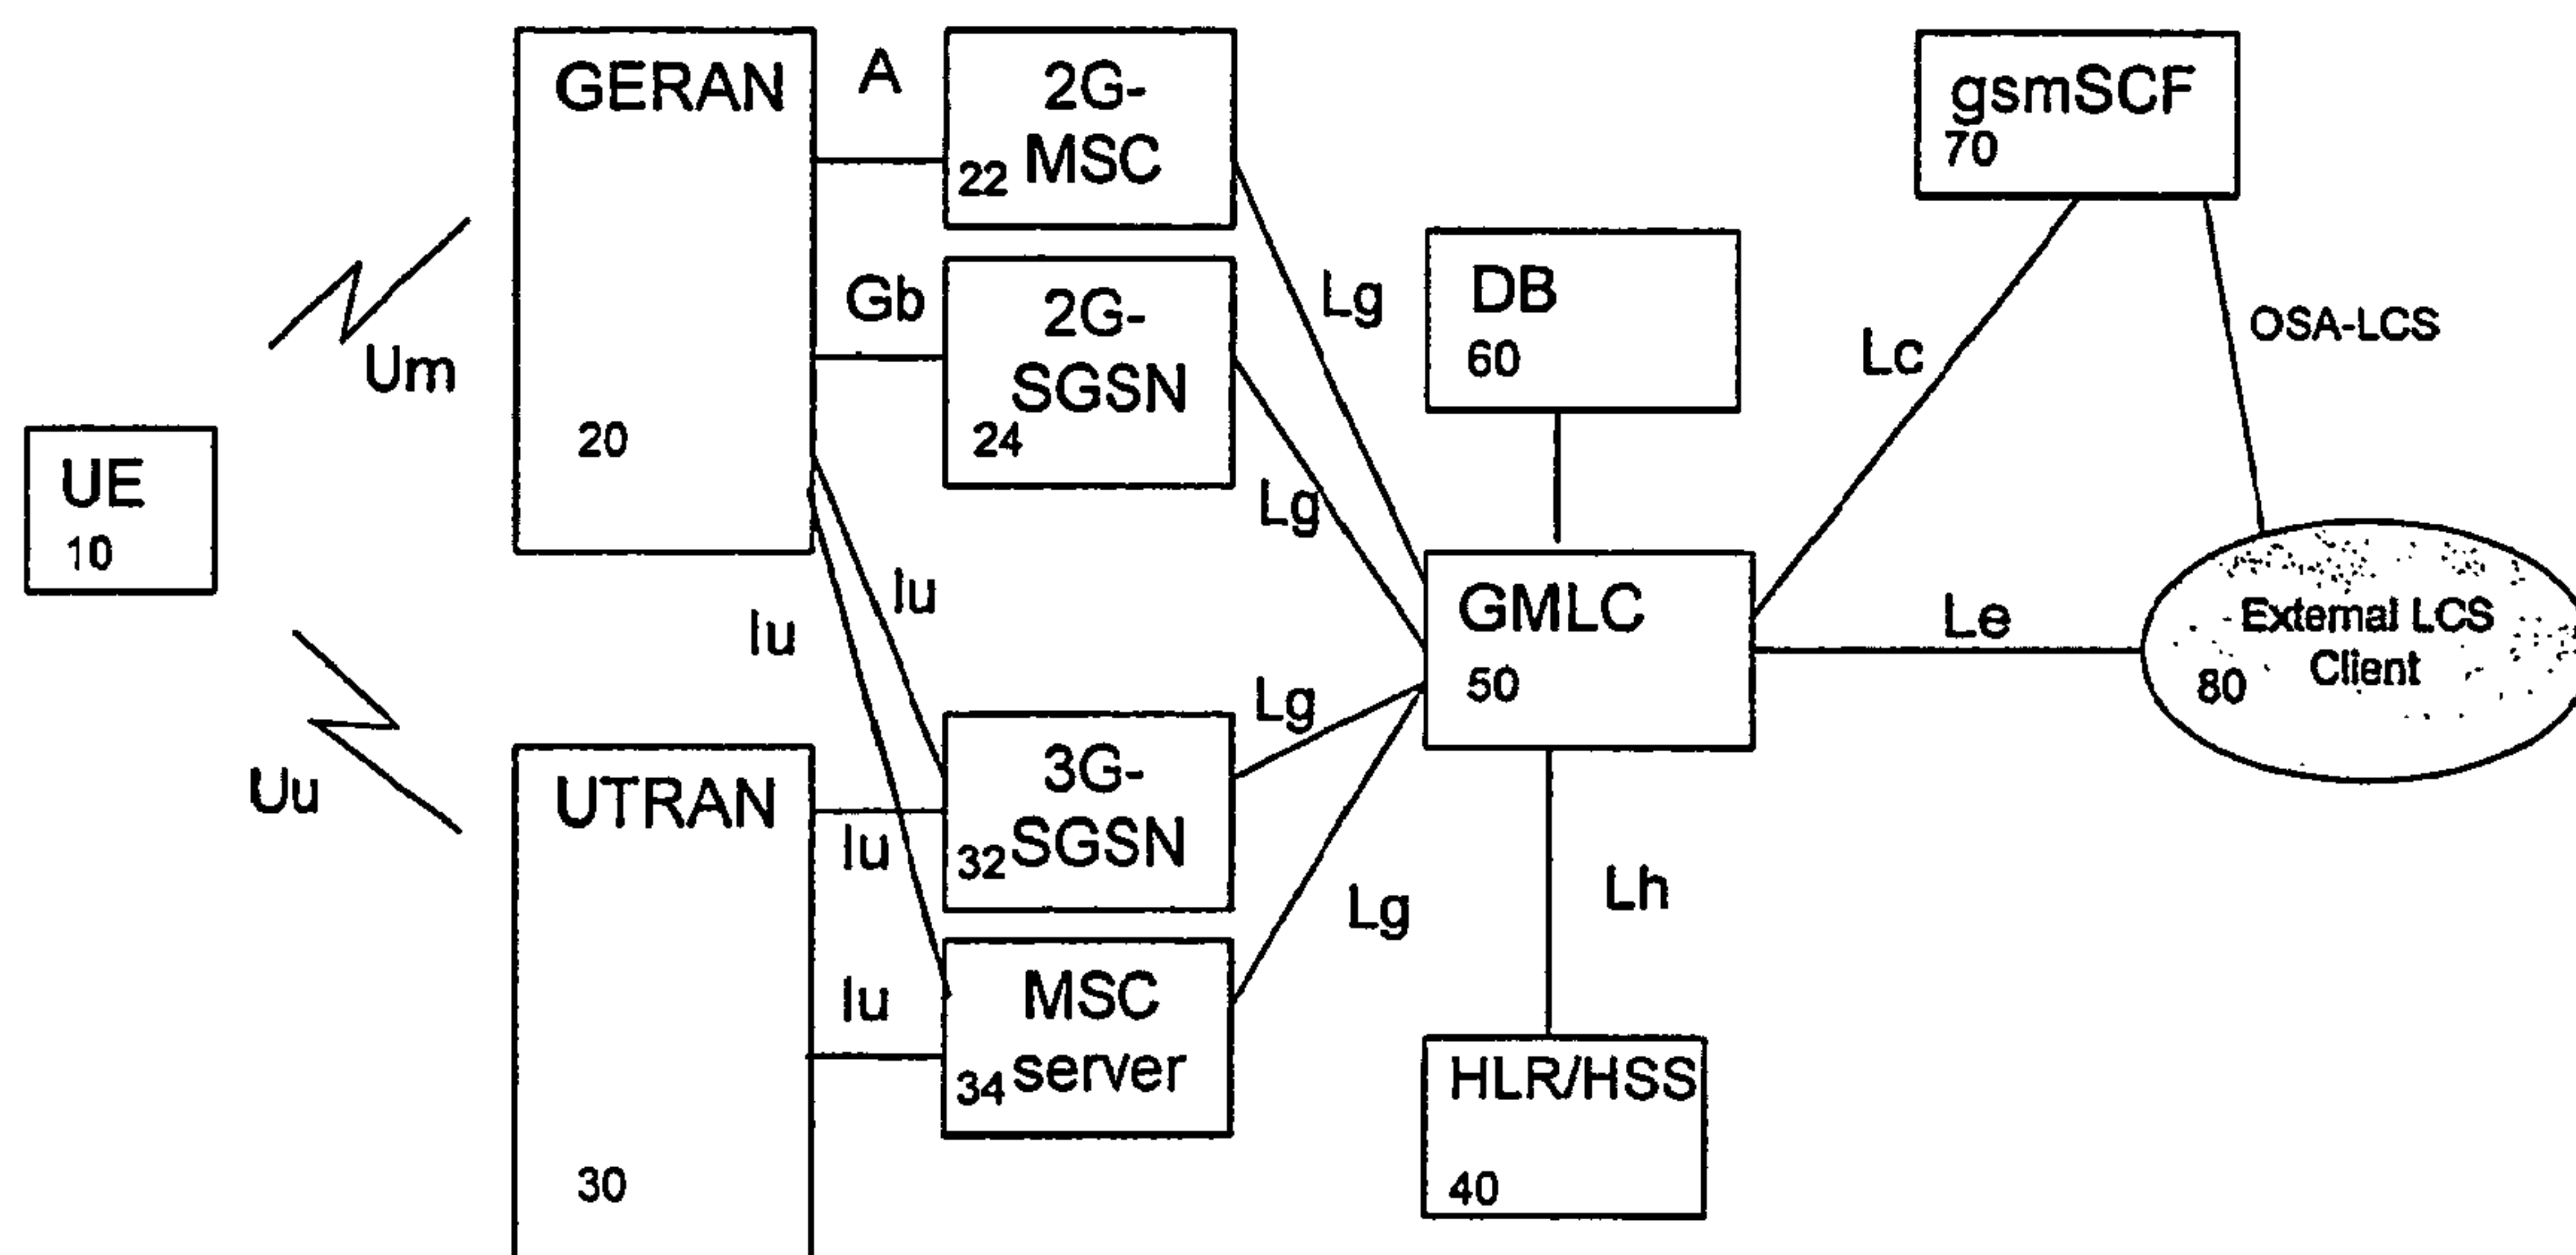 GERAN
20
A
2G-
MSC
22
Gb
2G-
SGSN
24
Um
UE
10
Uu
Iu
Iu
UTRAN
30
Iu
3G-
SGSN
32
Iu
MSC
server
34
Lg
Lg
Lg
Lg
DB
60
GMLC
50
Lh
HLR/HSS
40
gsmSCF
70
Lc
OSA-LCS
Le
External LCS
Client
80